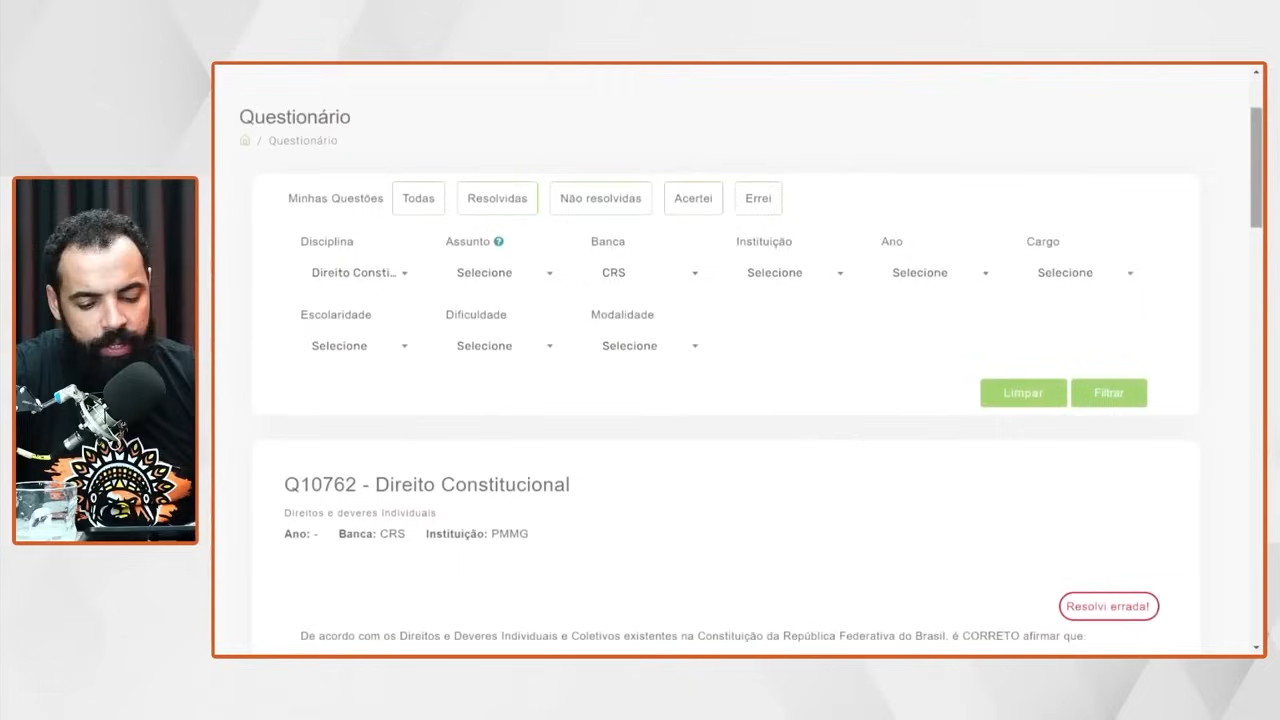 Questionário
/ Questionário
Minhas Questões Todas Resolvidas Não resolvidas Acertei Errei
Disciplina Assunto ? Banca Instituição Ano Cargo
Direito Consti... Selecione CRS Selecione Selecione Selecione
Escolaridade Dificuldade Modalidade
Selecione Selecione Selecione
Limpar Filtrar
Q10762 - Direito Constitucional
Direitos e deveres individuais
Ano: - Banca: CRS Instituição: PMMG
Resolvi errada!
De acordo com os Direitos e Deveres Individuais e Coletivos existentes na Constituição da República Federativa do Brasil. é CORRETO afirmar que: